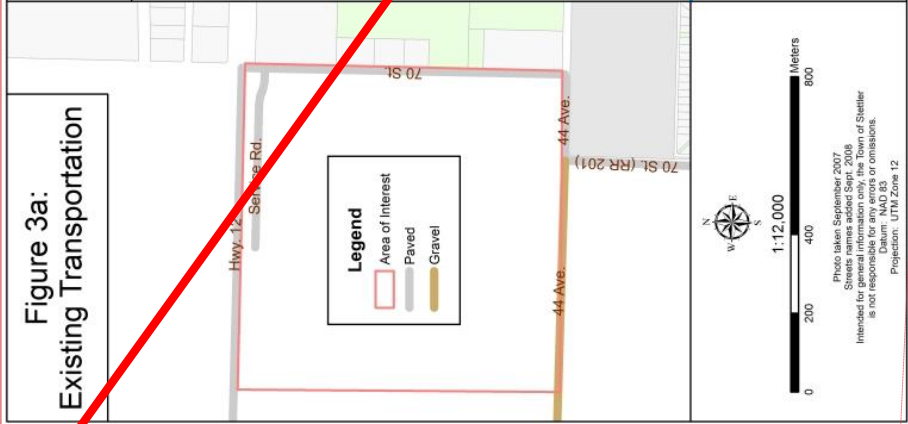 Figure 3a:
Existing Transportation
Hwy. 12
Service Rd.
70 St.
Legend
Area of Interest
Paved
Gravel
44 Ave.
44 Ave.
70 St. (RR 201)
N
W
E
S
1:12,000
0
200
400
800
Meters
Photo taken September 2007
Streets names added Sept. 2008
Intended for general information only, the Town of Stettler
is not responsible for any errors or omissions.
Datum: NAD 83
Projection: UTM Zone 12